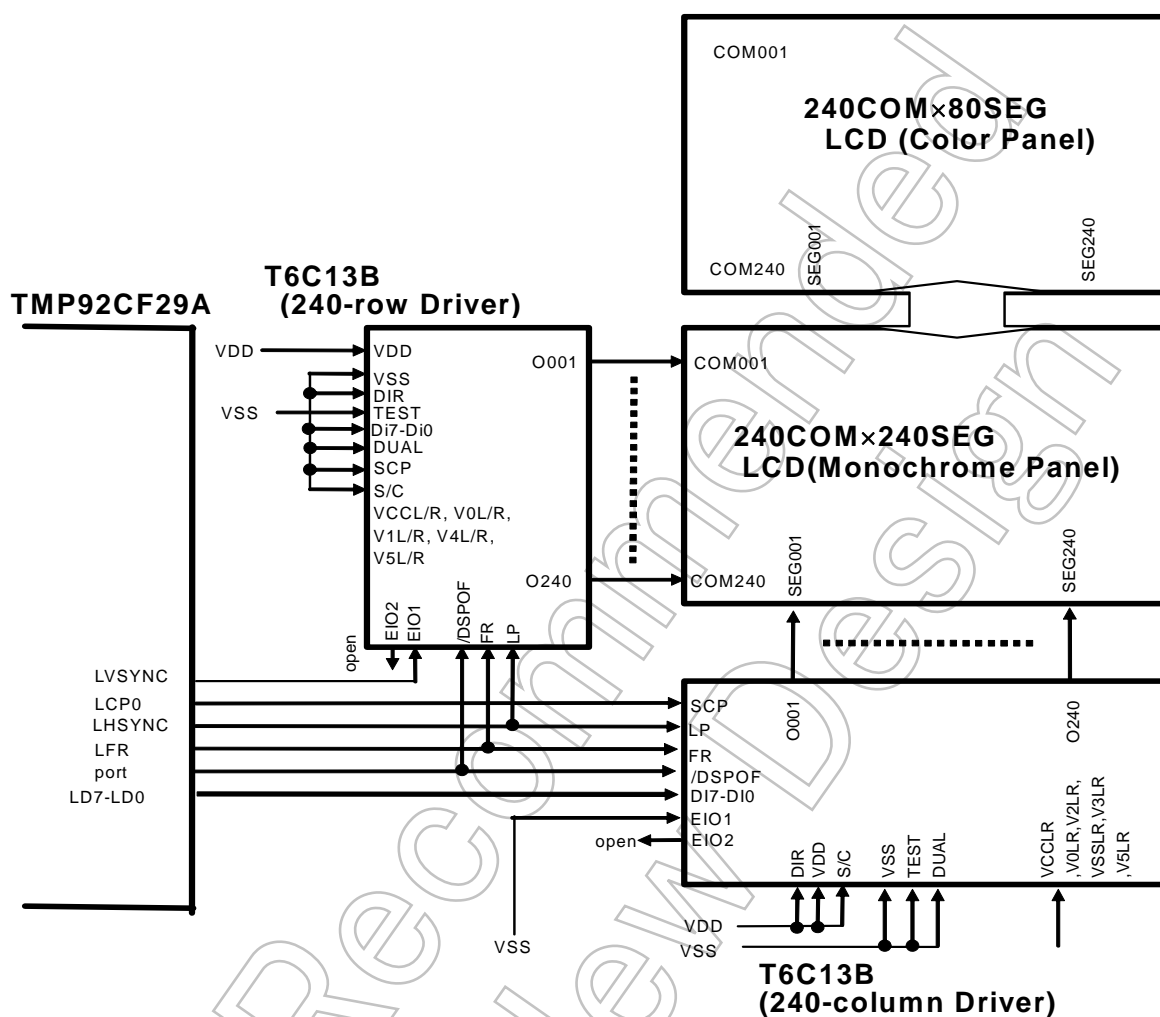 COM001
240COM×80SEG
LCD (Color Panel)
COM240
SEG001
SEG240
T6C13B
(240-row Driver)
TMP92CF29A
VDD
VSS
VDD
VSS
DIR
TEST
Di7-Di0
DUAL
SCP
S/C
VCCL/R, V0L/R,
V1L/R, V4L/R,
V5L/R
O001
O240
EIO2
EIO1
/DSPOF
FR
LP
open
COM001
240COM×240SEG
LCD(Monochrome Panel)
COM240
SEG001
SEG240
LVSYNC
LCP0
LHSYNC
LFR
port
LD7-LD0
SCP
LP
FR
/DSPOF
DI7-DI0
EIO1
EIO2
open
O001
O240
DIR
VDD
S/C
VSS
TEST
DUAL
VCCLR
,V0LR,V2LR,
VSSLR,V3LR
,V5LR
VSS
VDD
VSS
T6C13B
(240-column Driver)
Recommended
New Design